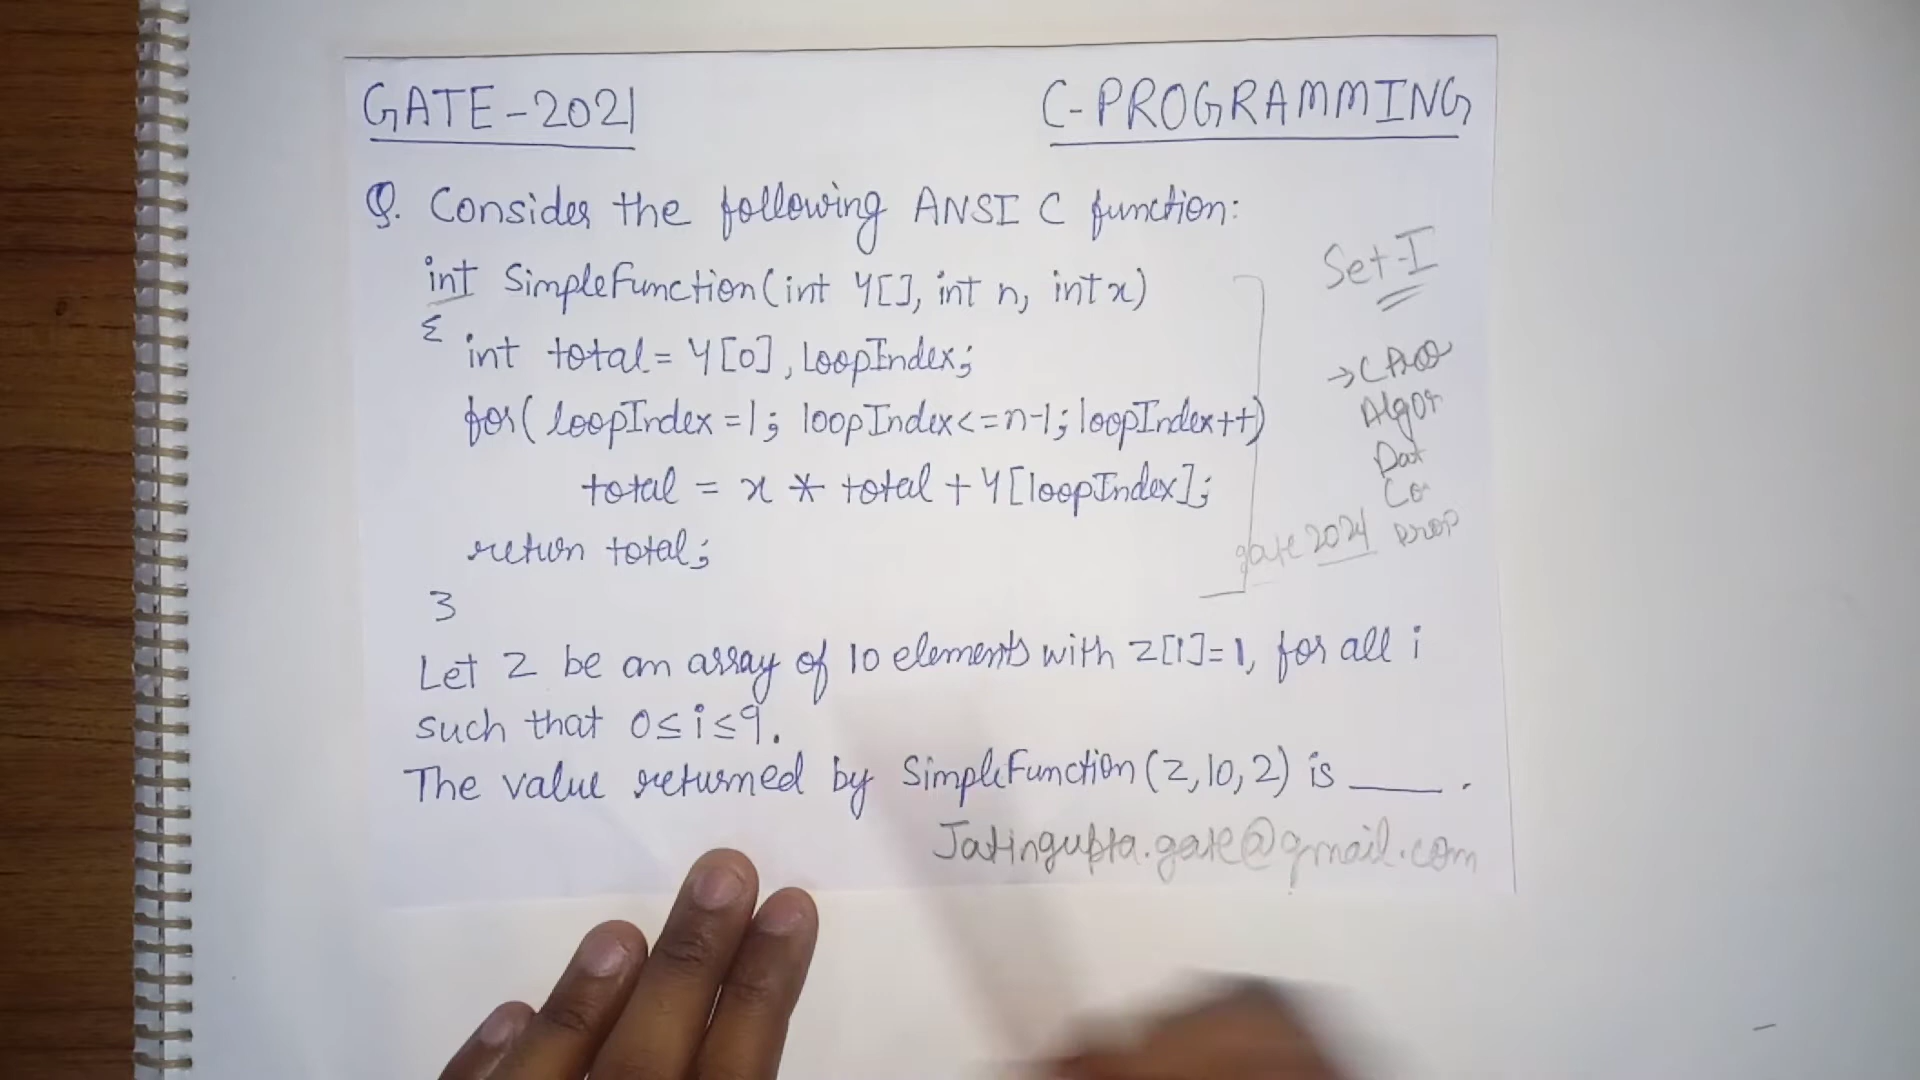 GATE-2021
C-PROGRAMMING
Q. Consider the following ANSI C function:
int SimpleFunction(int Y[], int n, int x)
{
int total = Y[0], LoopIndex;
for( loopIndex =1; loopIndex<=n-1; loopIndex++)
total = x * total + Y[loopIndex];
return total;
}
Let Z be an array of 10 elements with Z[i]=1, for all i
such that 0≤i≤9.
The value returned by SimpleFunction(Z,10,2) is ____.
Jatingupta.gate@gmail.com
Set-I
→ C
Algor
Dat
Co
gate 2024